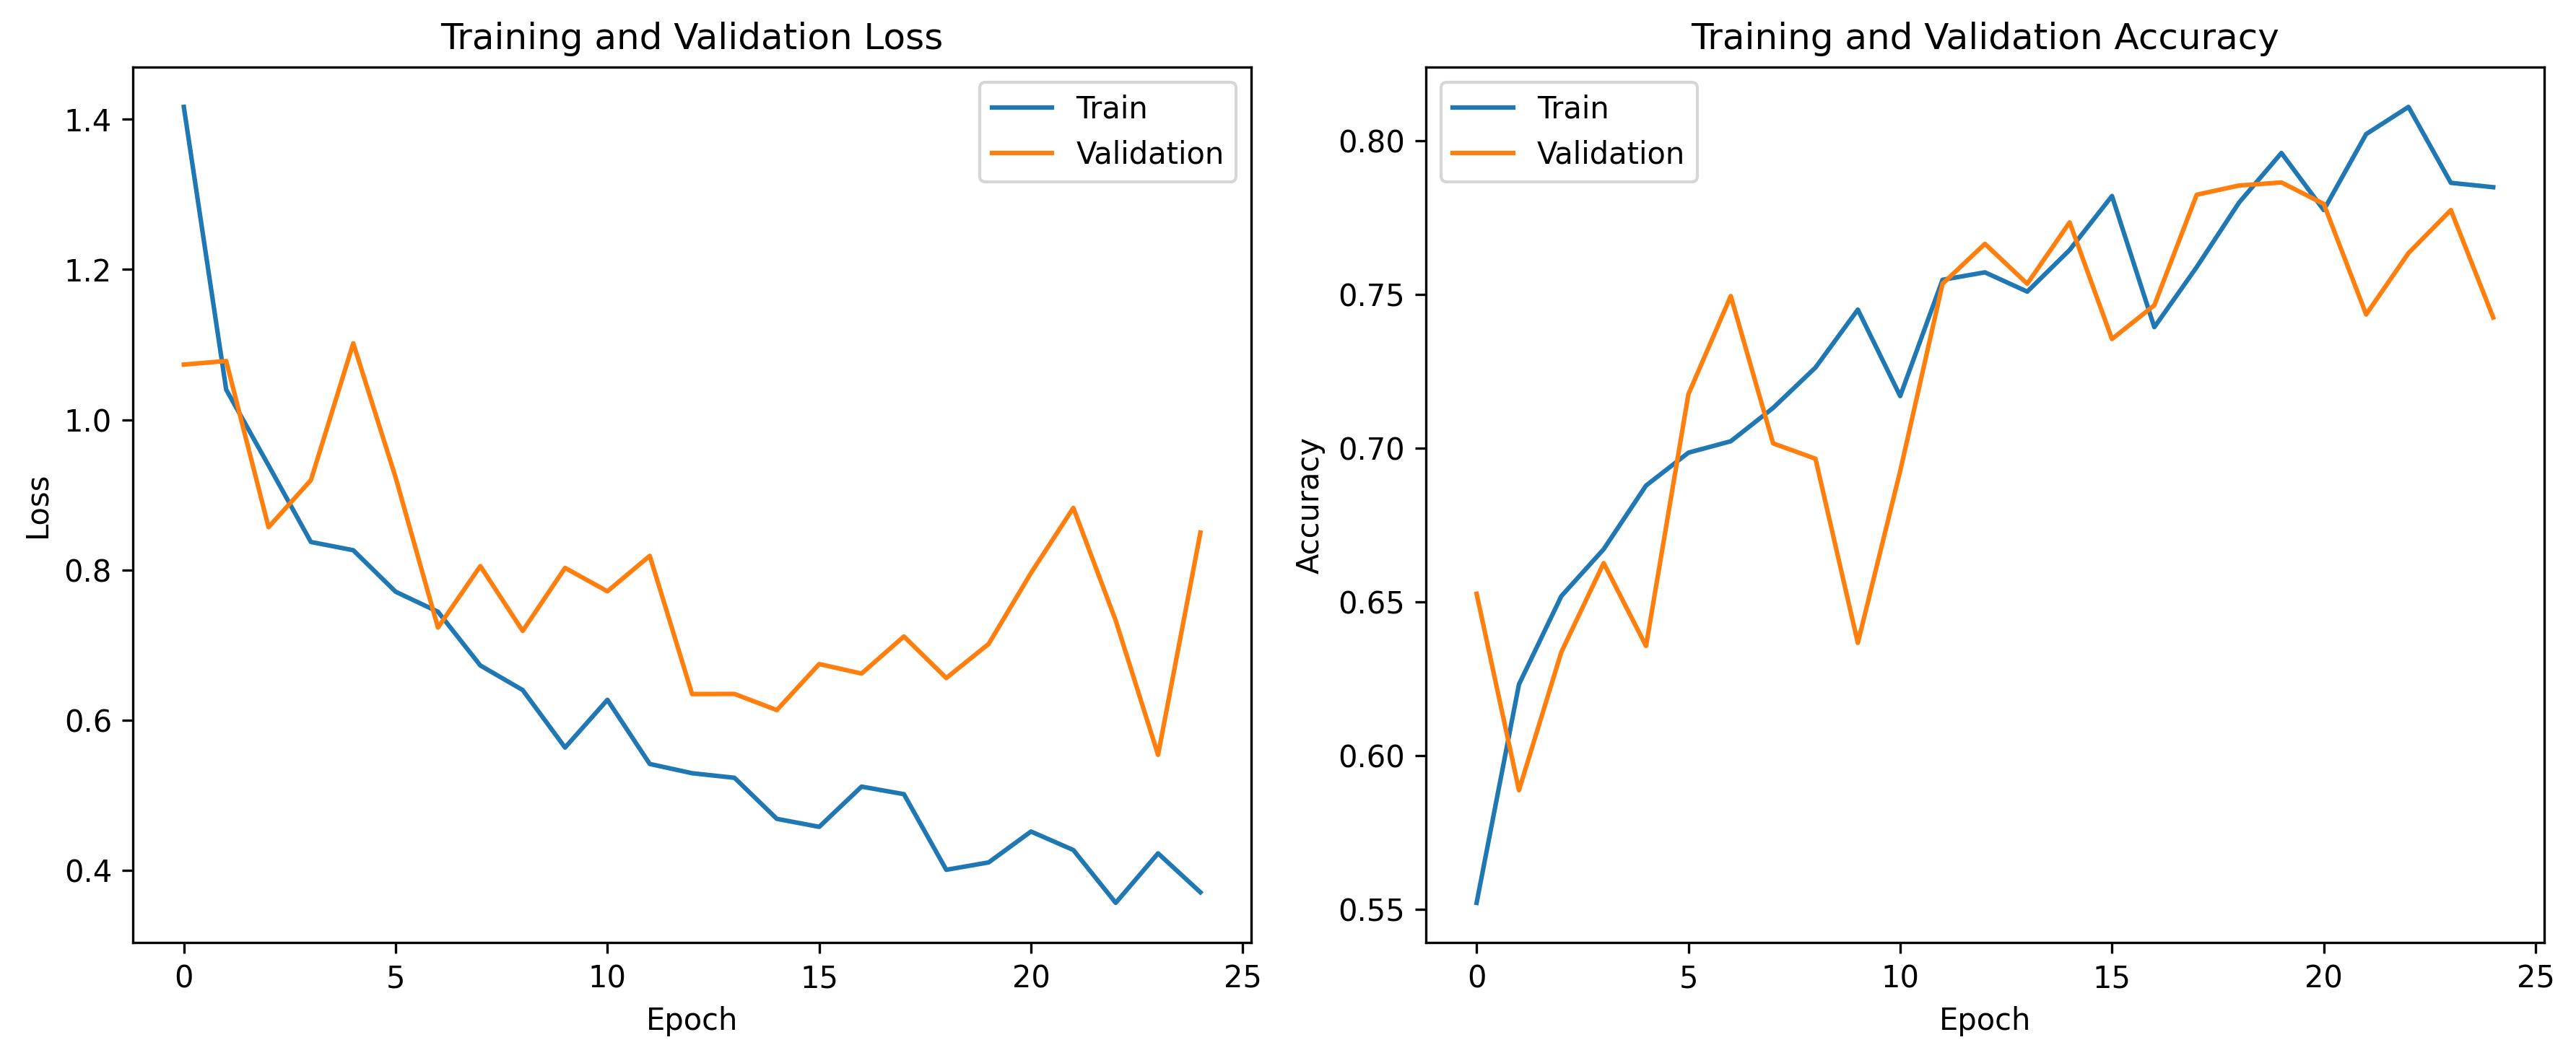 Training and Validation Loss
Train
Validation
1.4
1.2
1.0
0.8
0.6
0.4
Loss
0 5 10 15 20 25
Epoch
Training and Validation Accuracy
Train
Validation
0.80
0.75
0.70
0.65
0.60
0.55
Accuracy
0 5 10 15 20 25
Epoch